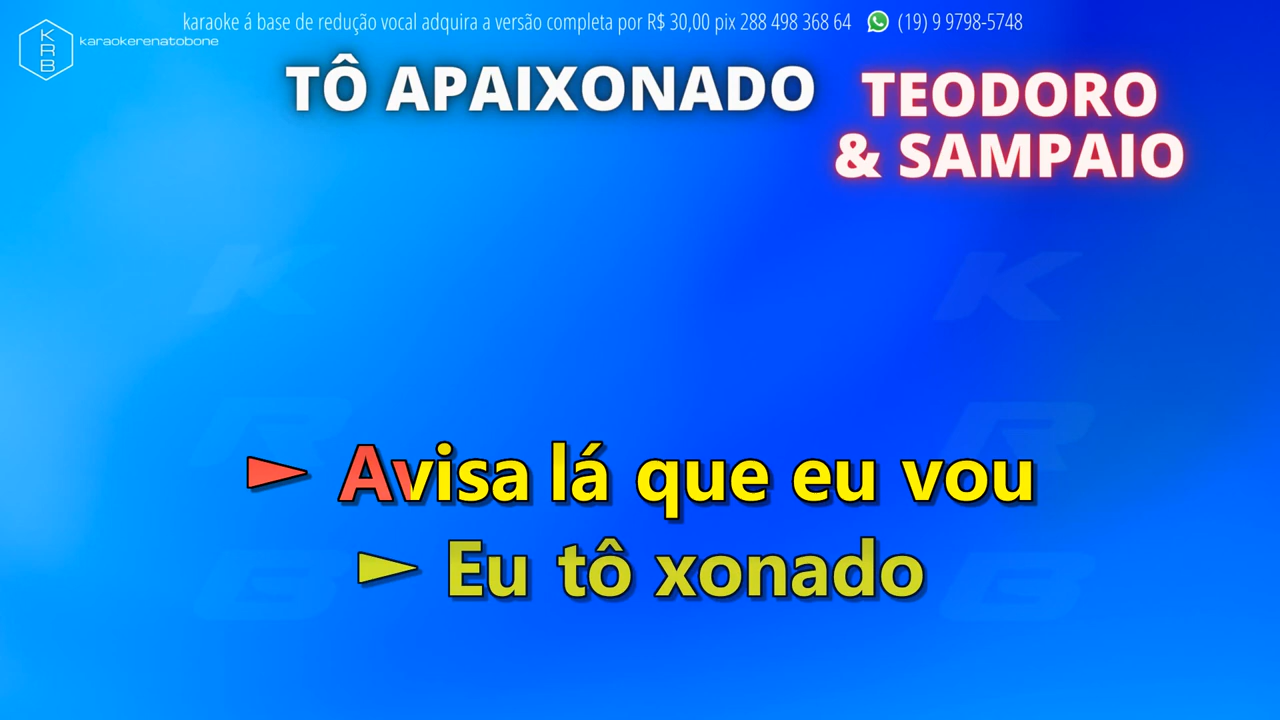 karaoke á base de redução vocal adquira a versão completa por R$ 30,00 pix 288 498 368 64 (19) 9 9798-5748
KRB
karaokerenatobone
TÔ APAIXONADO
TEODORO
& SAMPAIO
K K
R R
B B
► Avisa lá que eu vou
► Eu tô xonado